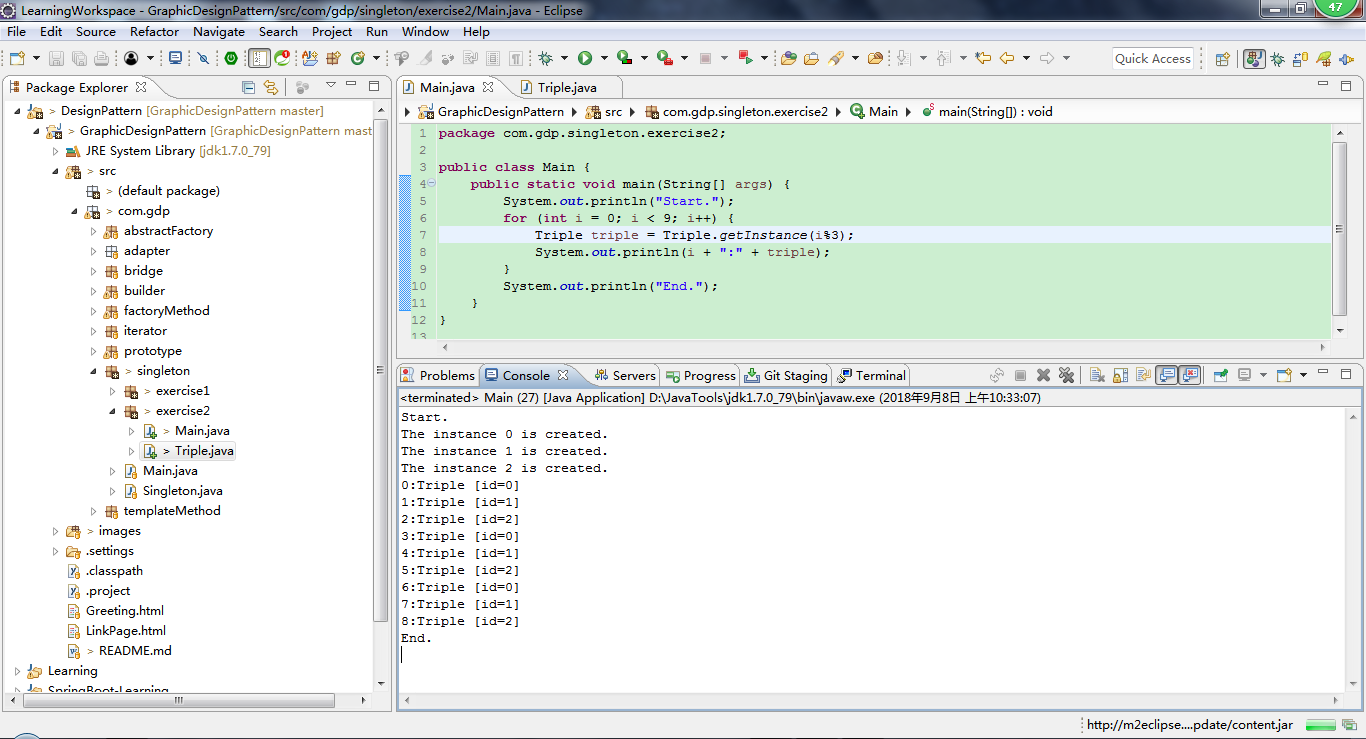 LearningWorkspace - GraphicDesignPattern/src/com/gdp/singleton/exercise2/Main.java - Eclipse
47
File Edit Source Refactor Navigate Search Project Run Window Help
Quick Access
Package Explorer
DesignPattern [GraphicDesignPattern master]
> GraphicDesignPattern [GraphicDesignPattern mast
JRE System Library [jdk1.7.0_79]
> src
> (default package)
> com.gdp
> abstractFactory
> adapter
> bridge
> builder
> factoryMethod
> iterator
> prototype
> singleton
> exercise1
> exercise2
> Main.java
> Triple.java
Main.java
Singleton.java
> templateMethod
> images
.settings
.classpath
.project
Greeting.html
LinkPage.html
> README.md
Learning
SpringBoot-Learning
Main.java Triple.java
GraphicDesignPattern src com.gdp.singleton.exercise2 Main main(String[]) : void
1 package com.gdp.singleton.exercise2;
2
3 public class Main {
4 public static void main(String[] args) {
5 System.out.println("Start.");
6 for (int i = 0; i < 9; i++) {
7 Triple triple = Triple.getInstance(i%3);
8 System.out.println(i + ":" + triple);
9 }
10 System.out.println("End.");
11 }
12 }
13
Problems Console Servers Progress Git Staging Terminal
<terminated> Main (27) [Java Application] D:\JavaTools\jdk1.7.0_79\bin\javaw.exe (2018年9月8日 上午10:33:07)
Start.
The instance 0 is created.
The instance 1 is created.
The instance 2 is created.
0:Triple [id=0]
1:Triple [id=1]
2:Triple [id=2]
3:Triple [id=0]
4:Triple [id=1]
5:Triple [id=2]
6:Triple [id=0]
7:Triple [id=1]
8:Triple [id=2]
End.
http://m2eclipse....pdate/content.jar